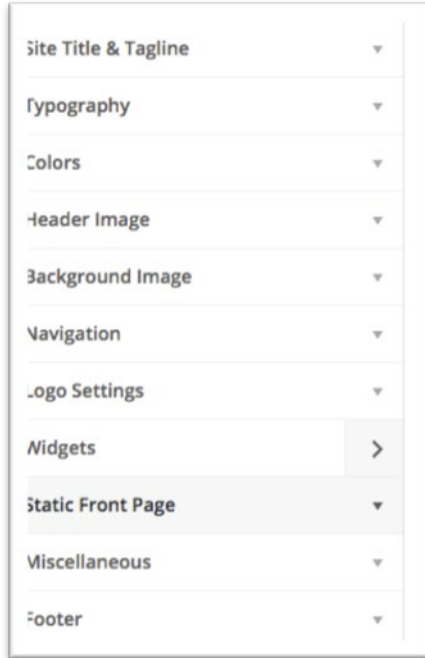 Site Title & Tagline
Typography
Colors
Header Image
Background Image
Navigation
Logo Settings
Widgets
Static Front Page
Miscellaneous
Footer